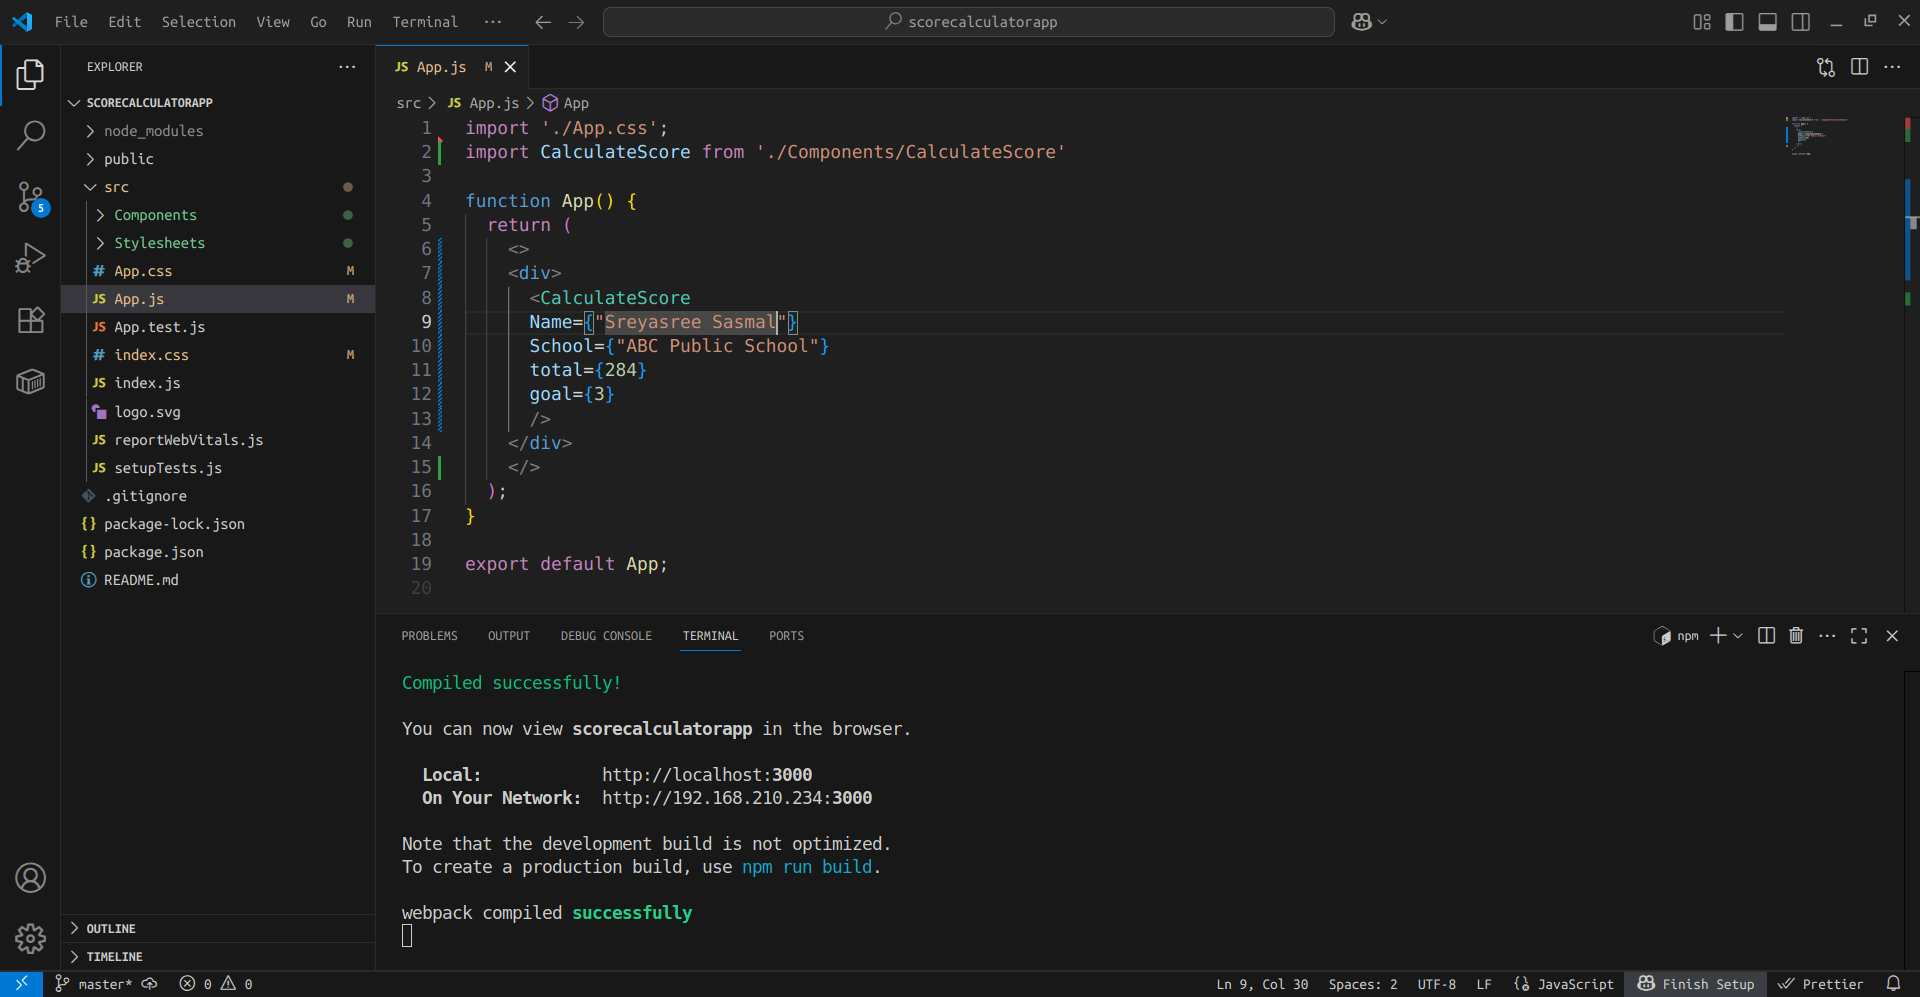 File Edit Selection View Go Run Terminal ··· scorecalculatorapp
EXPLORER ···
SCORECALCULATORAPP
node_modules
public
src
Components
Stylesheets
# App.css M
JS App.js M
JS App.test.js
# index.css M
JS index.js
logo.svg
JS reportWebVitals.js
JS setupTests.js
.gitignore
{} package-lock.json
{} package.json
README.md
OUTLINE
TIMELINE
5
JS App.js M
src > JS App.js > App
1 import './App.css';
2 import CalculateScore from './Components/CalculateScore'
3
4 function App() {
5 return (
6 <>
7 <div>
8 <CalculateScore
9 Name={"Sreyasree Sasmal"}
10 School={"ABC Public School"}
11 total={284}
12 goal={3}
13 />
14 </div>
15 </>
16 );
17 }
18
19 export default App;
20
PROBLEMS OUTPUT DEBUG CONSOLE TERMINAL PORTS npm
Compiled successfully!
You can now view scorecalculatorapp in the browser.
Local: http://localhost:3000
On Your Network: http://192.168.210.234:3000
Note that the development build is not optimized.
To create a production build, use npm run build.
webpack compiled successfully
master* 0 0 Ln 9, Col 30 Spaces: 2 UTF-8 LF {} JavaScript Finish Setup Prettier